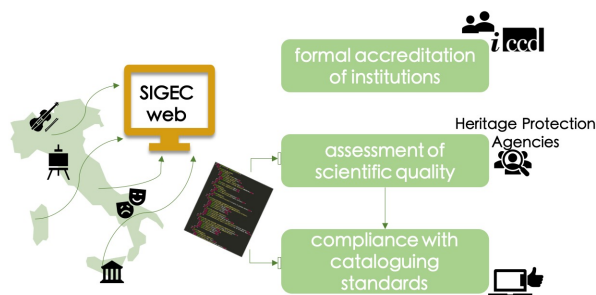 SIGEC
web
formal accreditation
of institutions
iccd
Heritage Protection
Agencies
assessment of
scientific quality
compliance with
cataloguing
standards